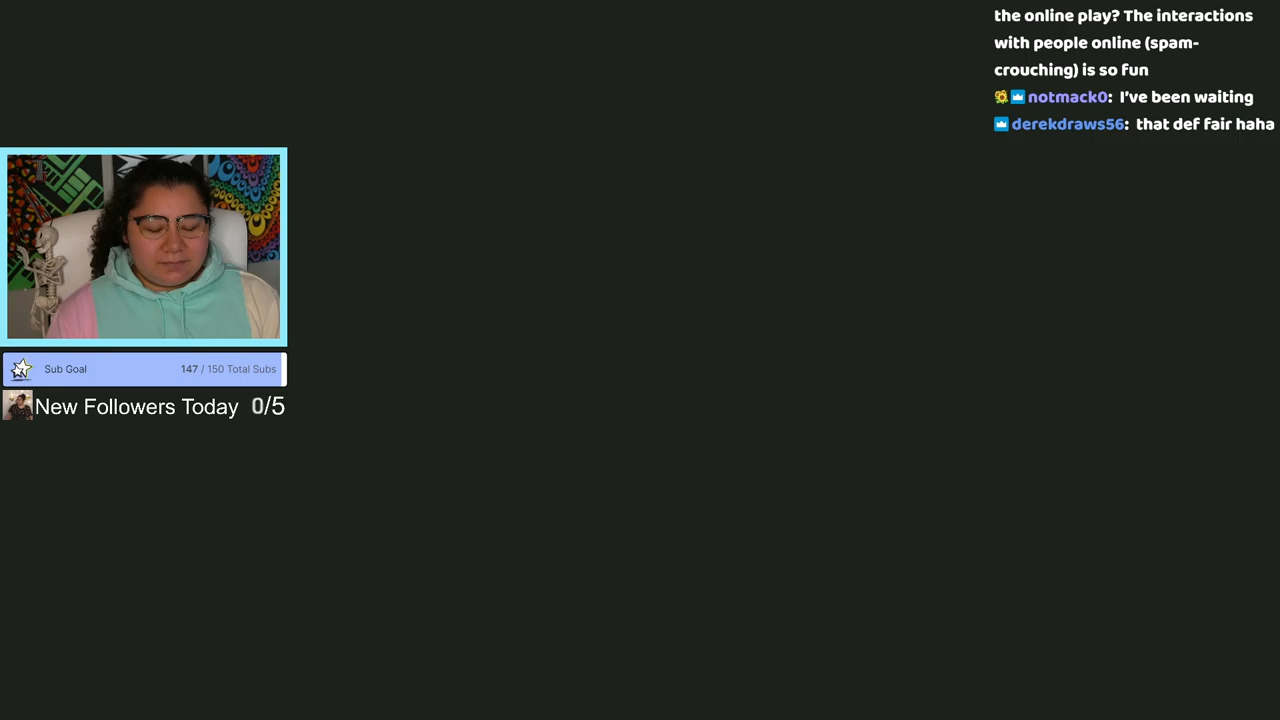 the online play? The interactions
with people online (spam-
crouching) is so fun
notmack0: I've been waiting
derekdraws56: that def fair haha
Sub Goal 147 / 150 Total Subs
New Followers Today 0/5